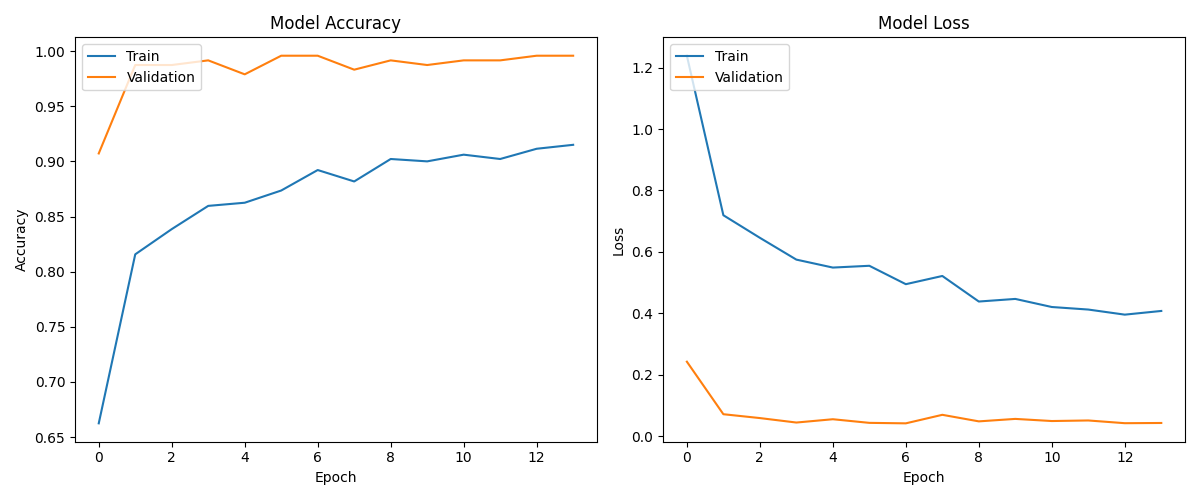 Model Accuracy
Train
Validation
1.00
0.95
0.90
0.85
0.80
0.75
0.70
0.65
Accuracy
0 2 4 6 8 10 12
Epoch
Model Loss
Train
Validation
1.2
1.0
0.8
0.6
0.4
0.2
0.0
Loss
0 2 4 6 8 10 12
Epoch